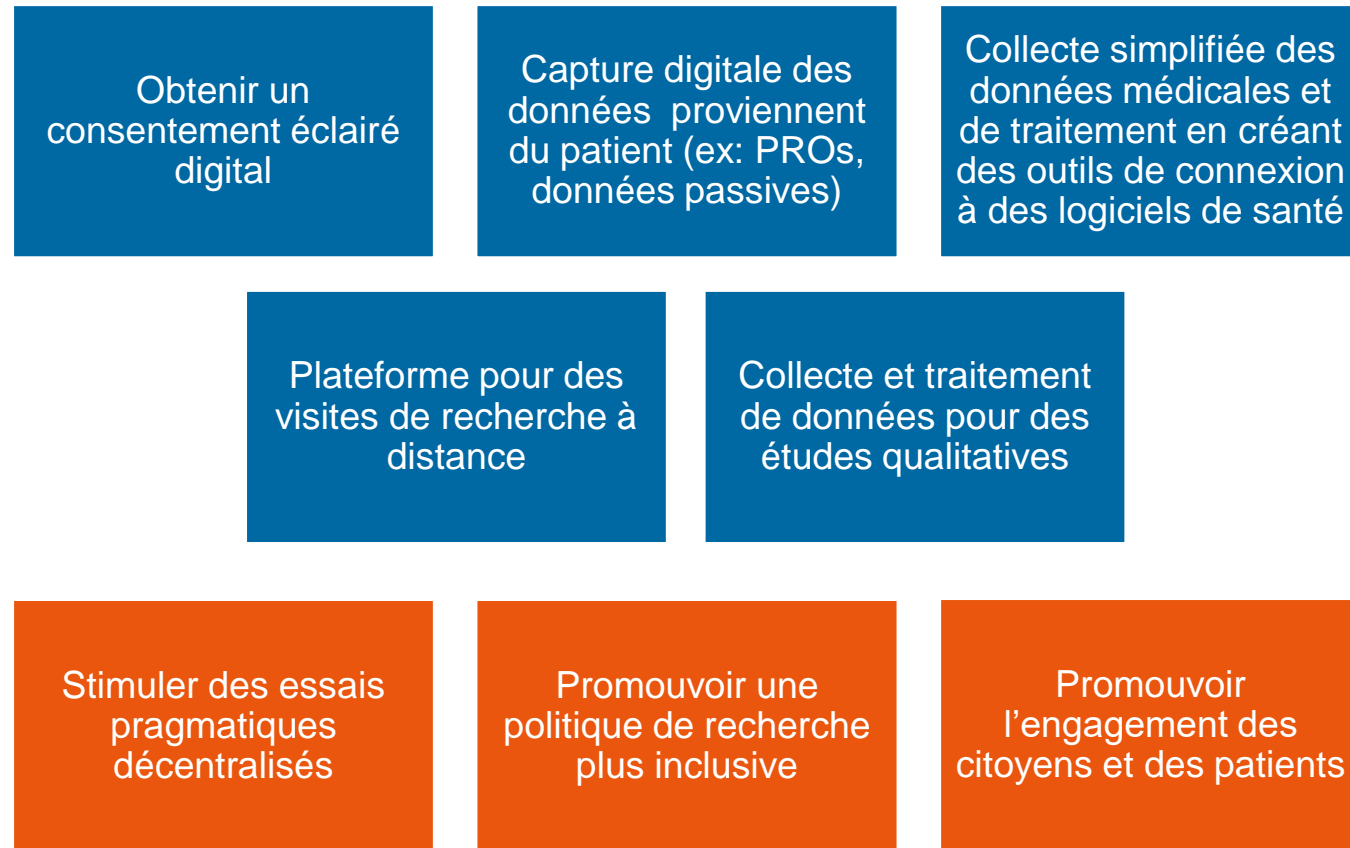 Obtenir un
consentement éclairé
digital
Capture digitale des
données  proviennent
du patient (ex: PROs,
données passives)
Collecte simplifiée des
données médicales et
de traitement en créant
des outils de connexion
à des logiciels de santé
Plateforme pour des
visites de recherche à
distance
Collecte et traitement
de données pour des
études qualitatives
Stimuler des essais
pragmatiques
décentralisés
Promouvoir une
politique de recherche
plus inclusive
Promouvoir
l’engagement des
citoyens et des patients